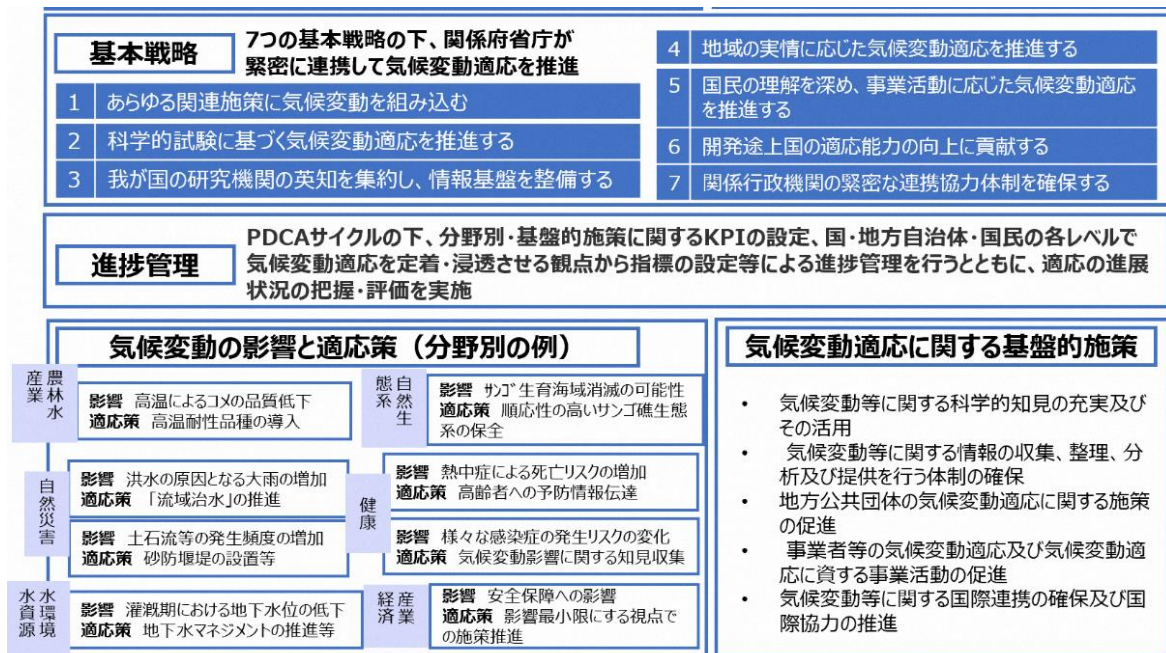 基本戦略
7つの基本戦略の下、関係府省庁が
緊密に連携して気候変動適応を推進
1 あらゆる関連施策に気候変動を組み込む
2 科学的試験に基づく気候変動適応を推進する
3 我が国の研究機関の英知を集約し、情報基盤を整備する
4 地域の実情に応じた気候変動適応を推進する
5 国民の理解を深め、事業活動に応じた気候変動適応
を推進する
6 開発途上国の適応能力の向上に貢献する
7 関係行政機関の緊密な連携協力体制を確保する
進捗管理
PDCAサイクルの下、分野別・基盤的施策に関するKPIの設定、国・地方自治体・国民の各レベルで
気候変動適応を定着・浸透させる観点から指標の設定等による進捗管理を行うとともに、適応の進展
状況の把握・評価を実施
気候変動の影響と適応策（分野別の例）
農林水
産業
影響 高温によるコメの品質低下
適応策 高温耐性品種の導入
自然災害
影響 洪水の原因となる大雨の増加
適応策 「流域治水」の推進
影響 土石流等の発生頻度の増加
適応策 砂防堰堤の設置等
水環境
水資源
影響 灌漑期における地下水位の低下
適応策 地下水マネジメントの推進等
自然生
態系
影響 ｻﾝｺﾞ生育海域消滅の可能性
適応策 順応性の高いサンゴ礁生態
系の保全
健康
影響 熱中症による死亡リスクの増加
適応策 高齢者への予防情報伝達
影響 様々な感染症の発生リスクの変化
適応策 気候変動影響に関する知見収集
産業
経済
影響 安全保障への影響
適応策 影響最小限にする視点で
の施策推進
気候変動適応に関する基盤的施策
• 気候変動等に関する科学的知見の充実及び
その活用
• 気候変動等に関する情報の収集、整理、分
析及び提供を行う体制の確保
• 地方公共団体の気候変動適応に関する施策
の促進
• 事業者等の気候変動適応及び気候変動適
応に資する事業活動の促進
• 気候変動等に関する国際連携の確保及び国
際協力の推進